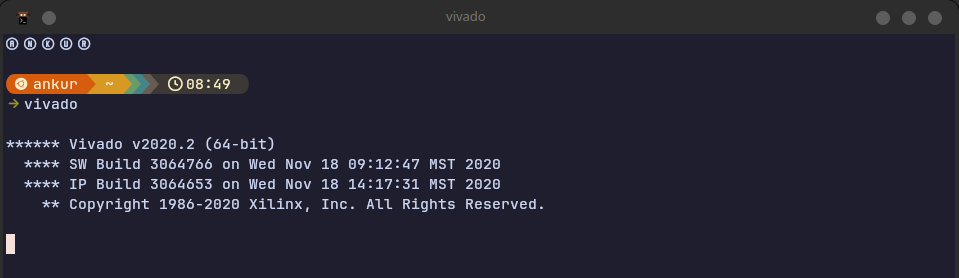 vivado
Ⓐ Ⓝ Ⓚ Ⓤ Ⓡ
ankur ~ 08:49
→ vivado
****** Vivado v2020.2 (64-bit)
  **** SW Build 3064766 on Wed Nov 18 09:12:47 MST 2020
  **** IP Build 3064653 on Wed Nov 18 14:17:31 MST 2020
    ** Copyright 1986-2020 Xilinx, Inc. All Rights Reserved.